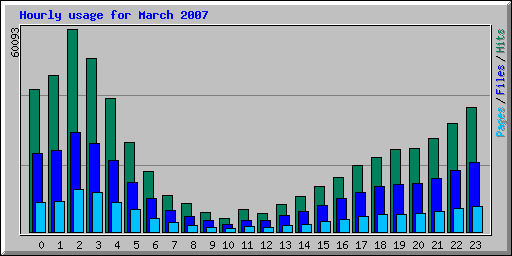 Hourly usage for March 2007
60093
Pages / Files / Hits
0 1 2 3 4 5 6 7 8 9 10 11 12 13 14 15 16 17 18 19 20 21 22 23